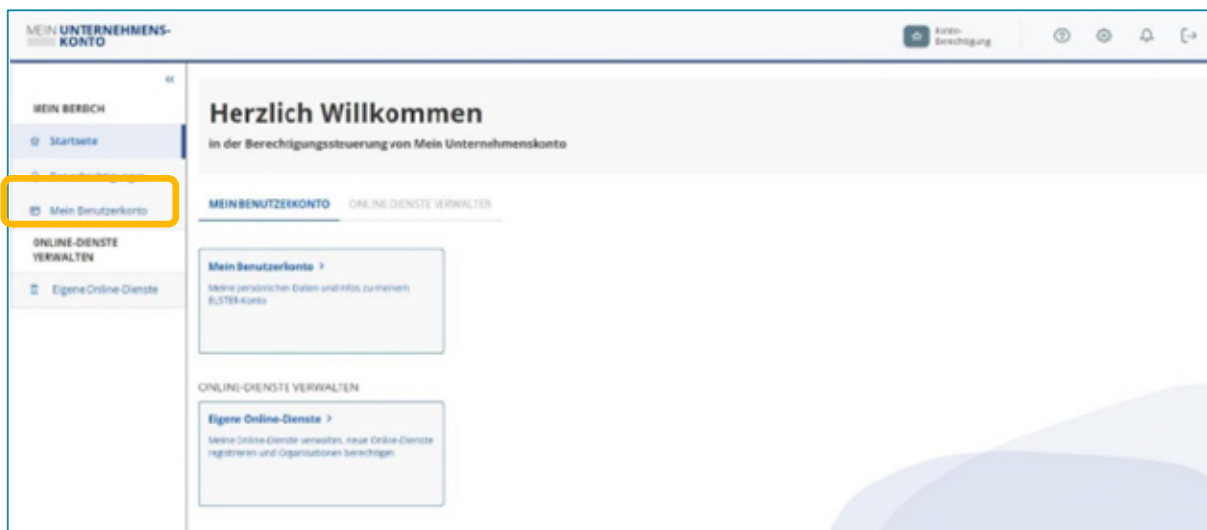 MEIN UNTERNEHMENS-
KONTO
Konto-
Berechtigung
MEIN BEREICH
Startseite
Benachrichtigungen
Mein Benutzerkonto
ONLINE-DIENSTE
VERWALTEN
Eigene Online-Dienste
Herzlich Willkommen
in der Berechtigungssteuerung von Mein Unternehmenskonto
MEIN BENUTZERKONTO
ONLINE-DIENSTE VERWALTEN
Mein Benutzerkonto >
Meine persönlichen Daten und Infos zu meinem
ELSTER-Konto
ONLINE-DIENSTE VERWALTEN
Eigene Online-Dienste >
Meine Online-Dienste verwalten, neue Online-Dienste
registrieren und Organisationen berechtigen